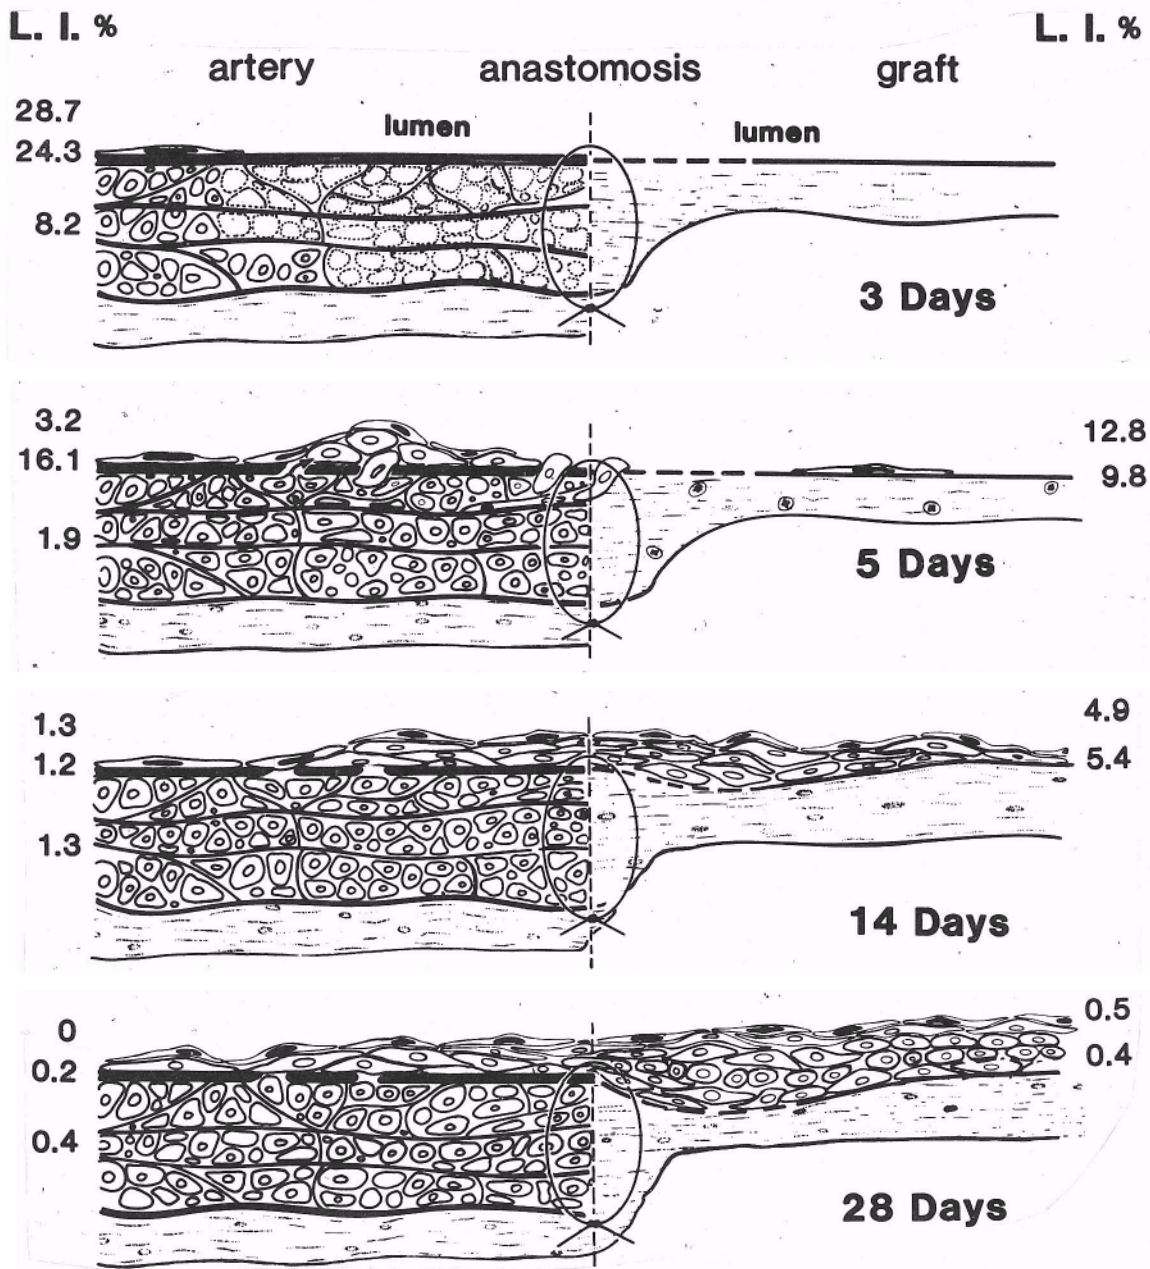 L. I. %
L. I. %
artery anastomosis graft
28.7
lumen
lumen
24.3
8.2
3 Days
3.2
12.8
16.1
9.8
1.9
5 Days
1.3
4.9
1.2
5.4
1.3
14 Days
0
0.5
0.2
0.4
0.4
28 Days